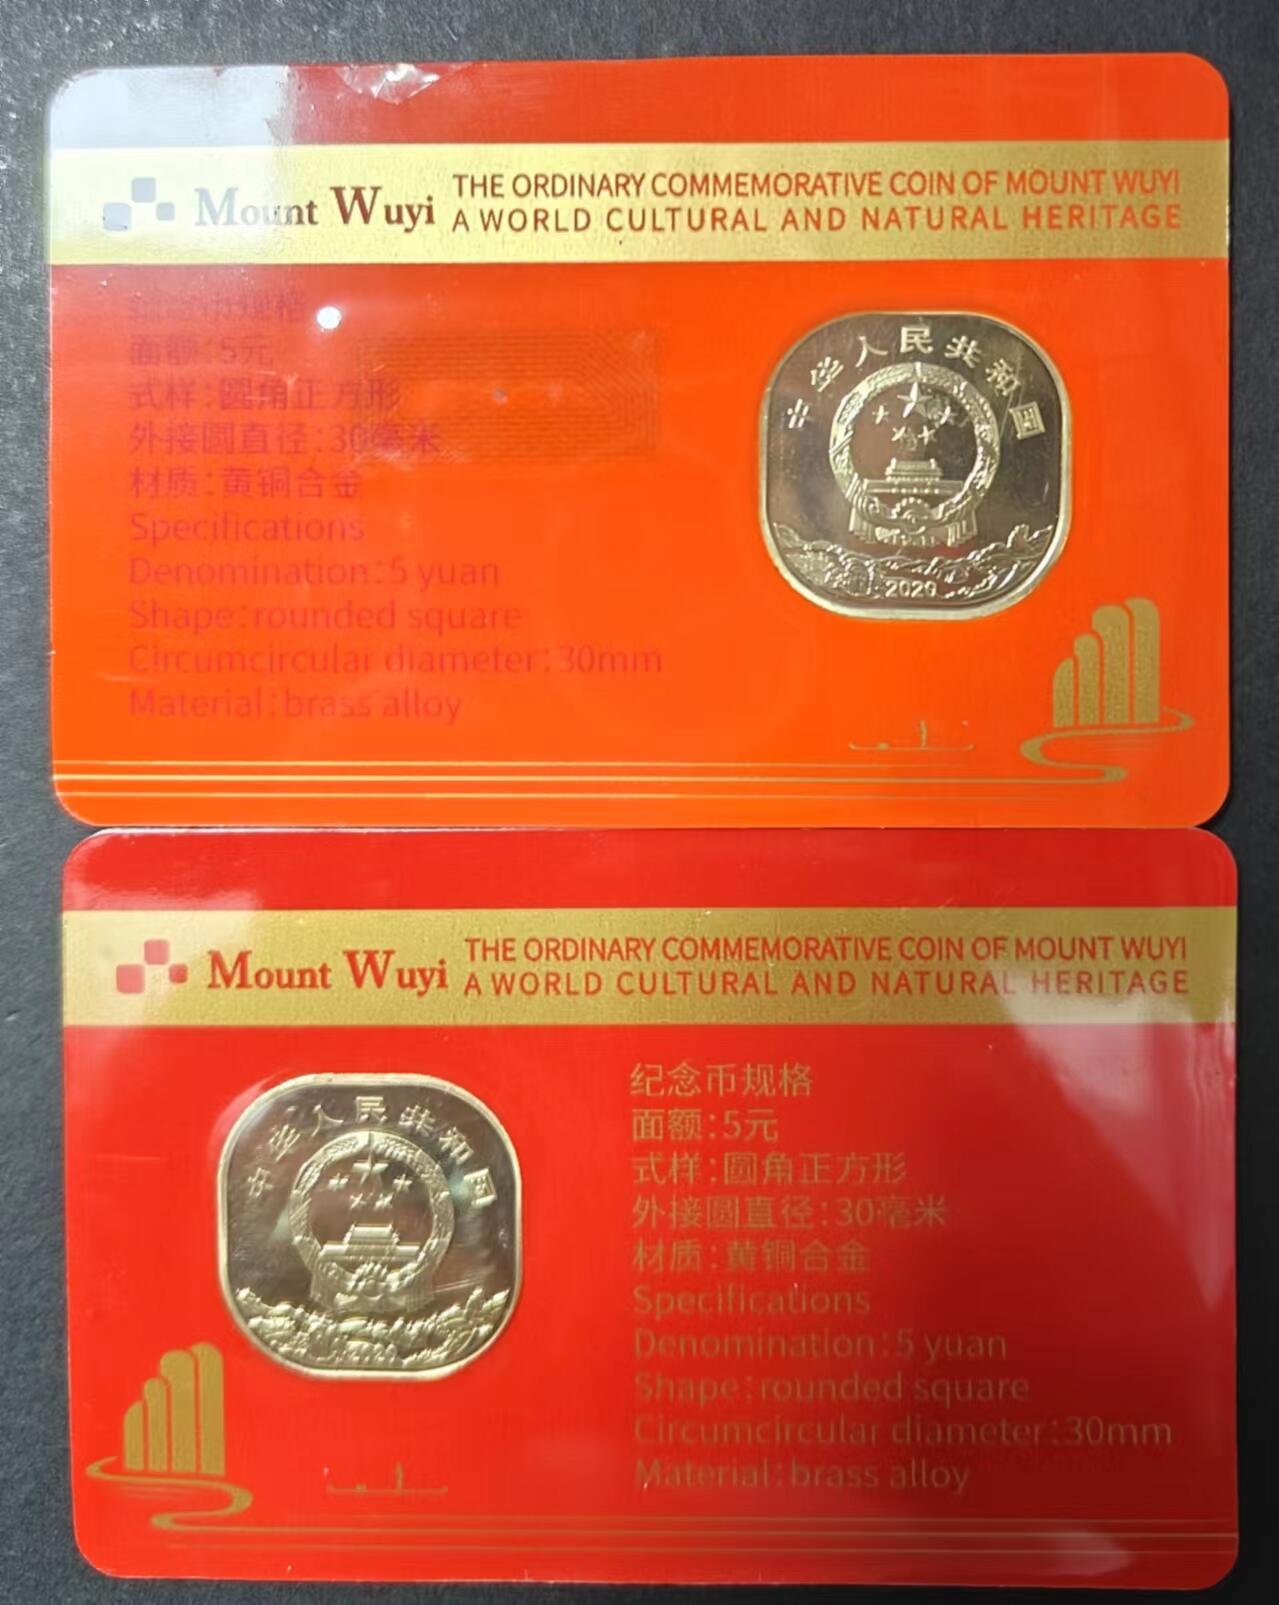 Mount Wuyi
THE ORDINARY COMMEMORATIVE COIN OF MOUNT WUYI
A WORLD CULTURAL AND NATURAL HERITAGE
纪念币规格
面额:5元
式样:圆角正方形
外接圆直径:30毫米
材质:黄铜合金
Specifications
Denomination:5 yuan
Shape:rounded square
Circumcircular diameter:30mm
Material:brass alloy
中华人民共和国
2020
Mount Wuyi
THE ORDINARY COMMEMORATIVE COIN OF MOUNT WUYI
A WORLD CULTURAL AND NATURAL HERITAGE
中华人民共和国
2020
纪念币规格
面额:5元
式样:圆角正方形
外接圆直径:30毫米
材质:黄铜合金
Specifications
Denomination:5 yuan
Shape:rounded square
Circumcircular diameter:30mm
Material:brass alloy